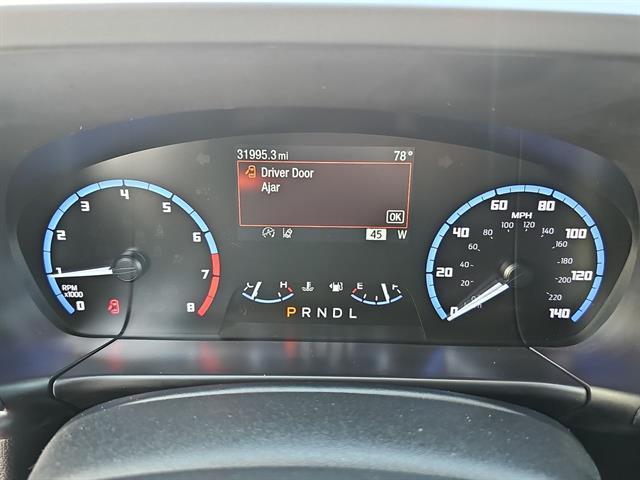 31995.3 mi 78°
Driver Door
Ajar
OK
45 W
0 1 2 3 4 5 6 7 8
RPM
x1000
0 20 40 60 80 100 120 140
MPH
40 60 80 100 120 140 160 180 200 220
C H E F
P R N D L